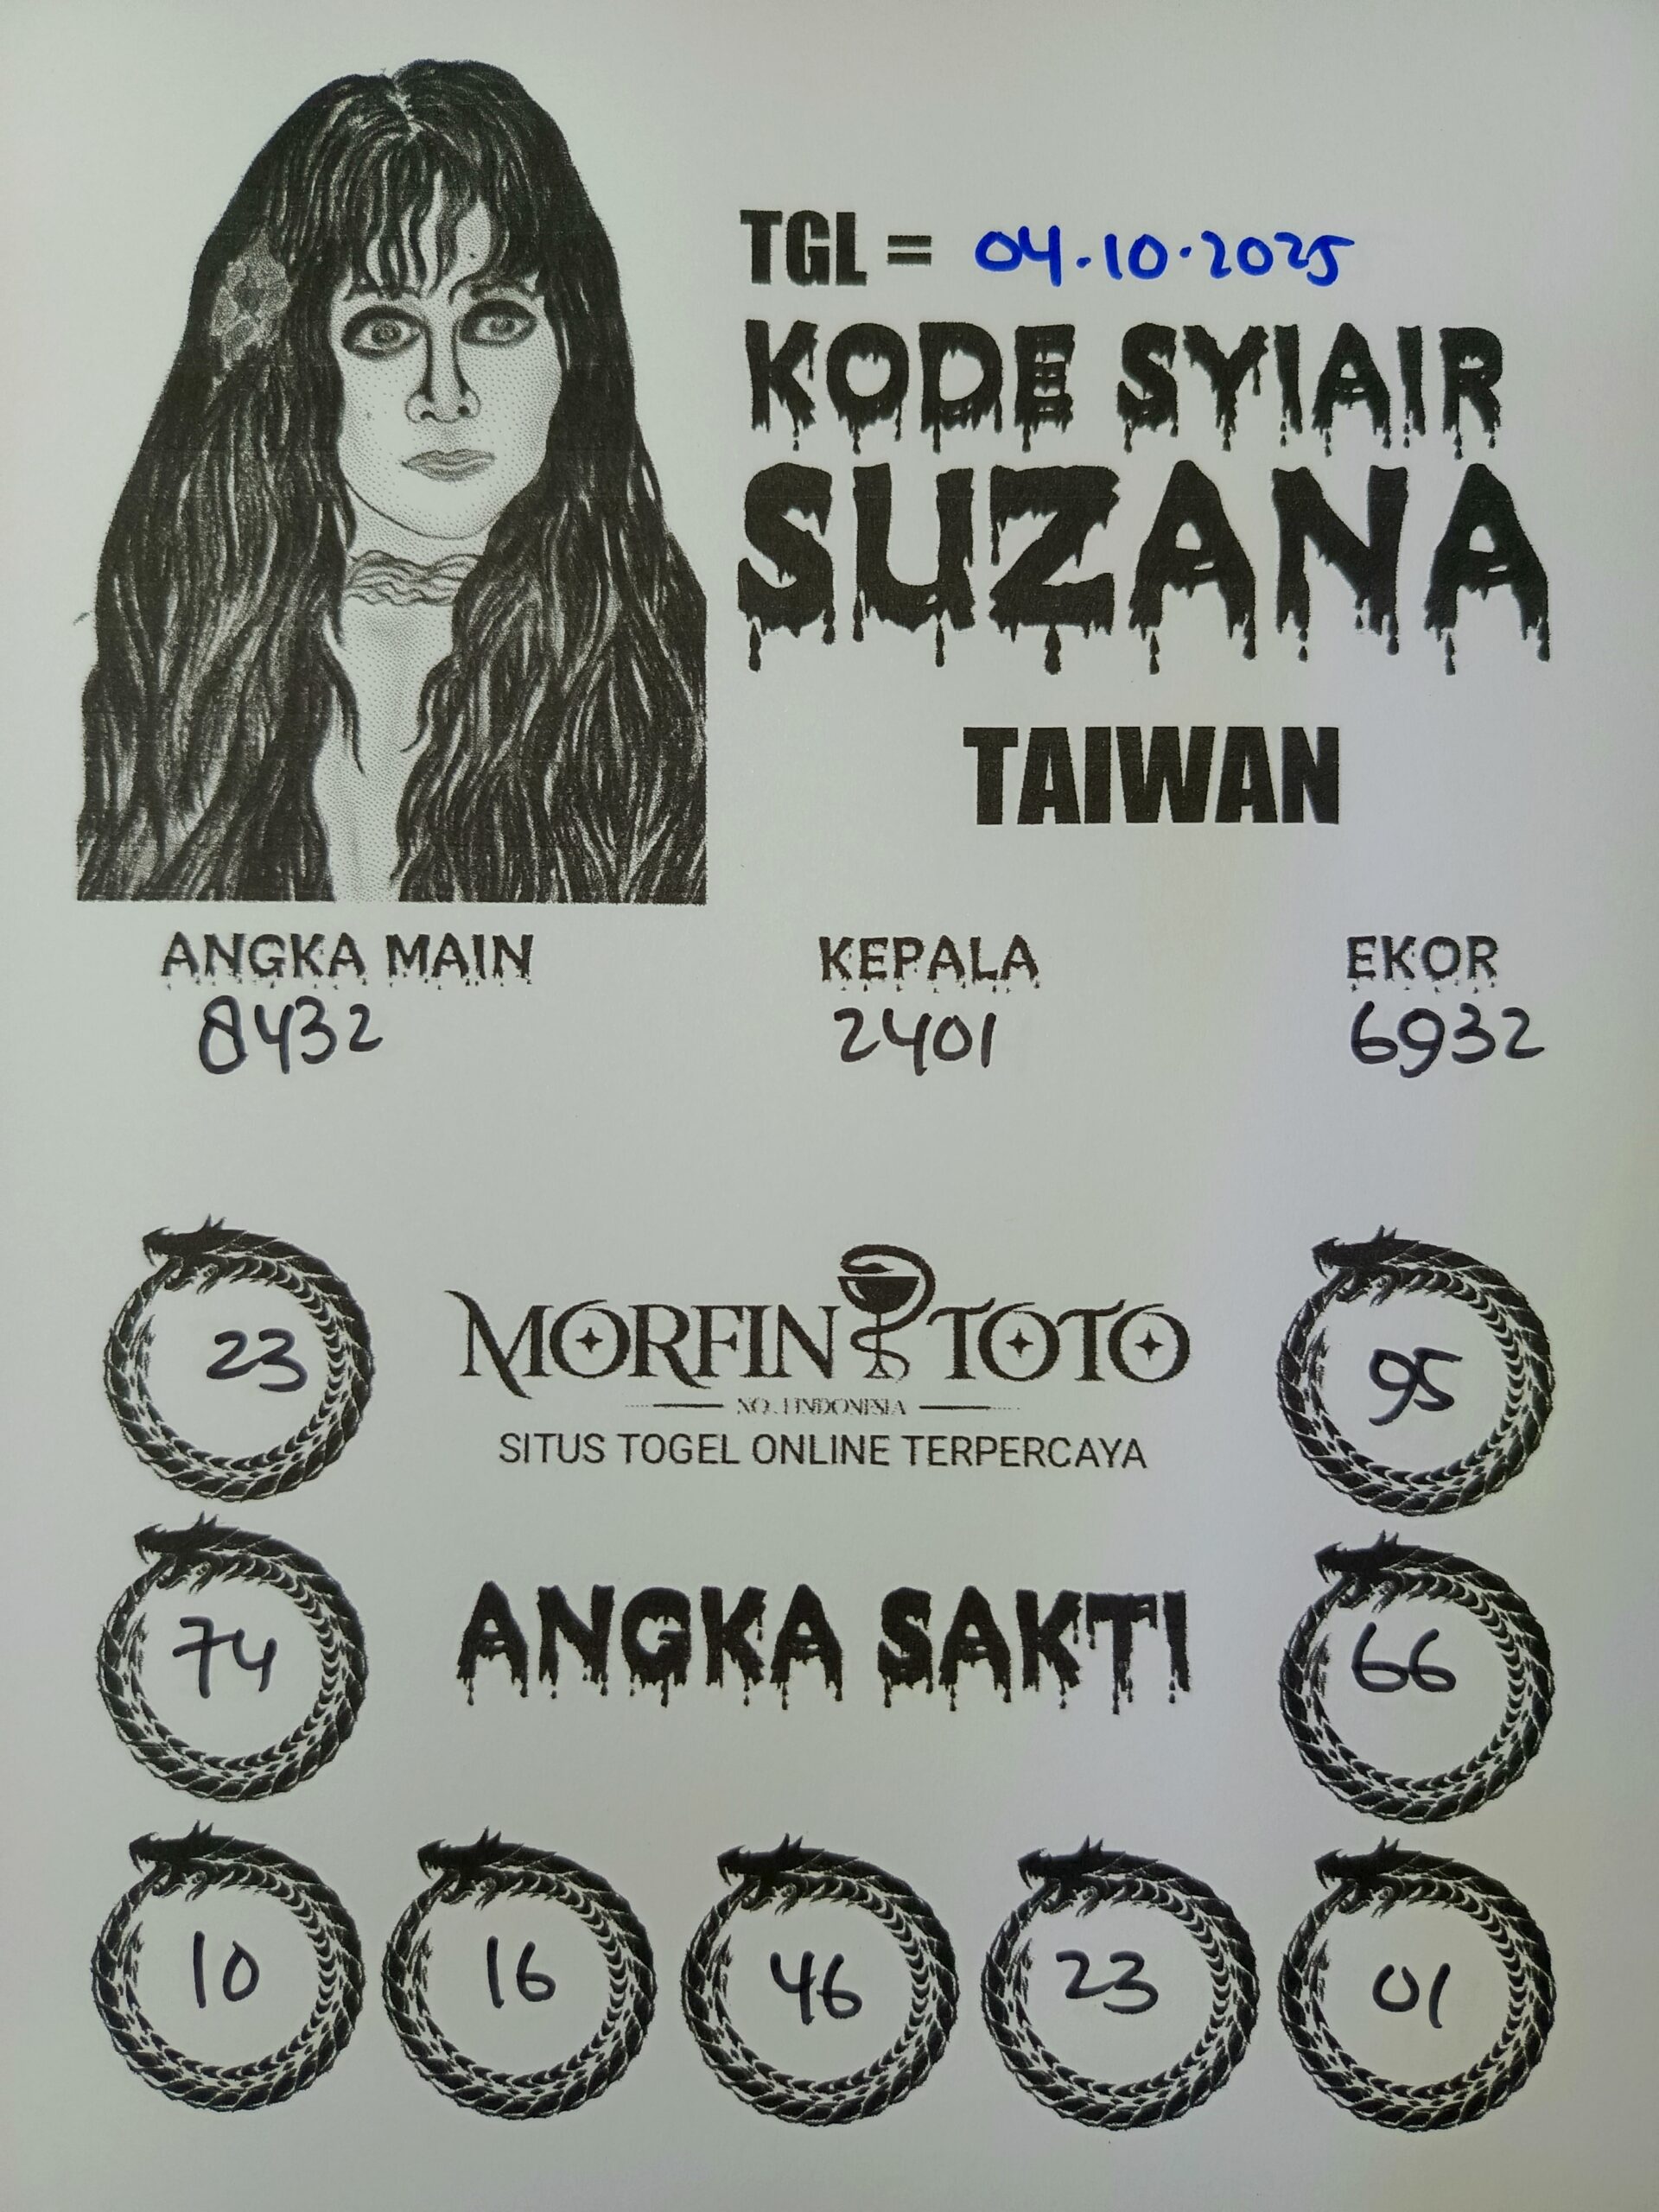 TGL = 04.10.2025
KODE SYIAIR
SUZANA
TAIWAN
ANGKA MAIN KEPALA EKOR
8432 2401 6932
MORFIN TOTO
NO.1 INDONESIA
SITUS TOGEL ONLINE TERPERCAYA
23 95
ANGKA SAKTI
74 66
10 16 46 23 01